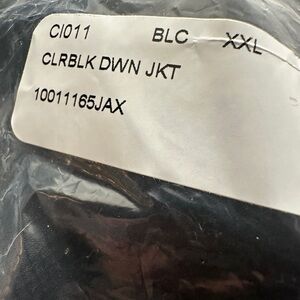 CI011 BLC XXL
CLRBLK DWN JKT
10011165JAX